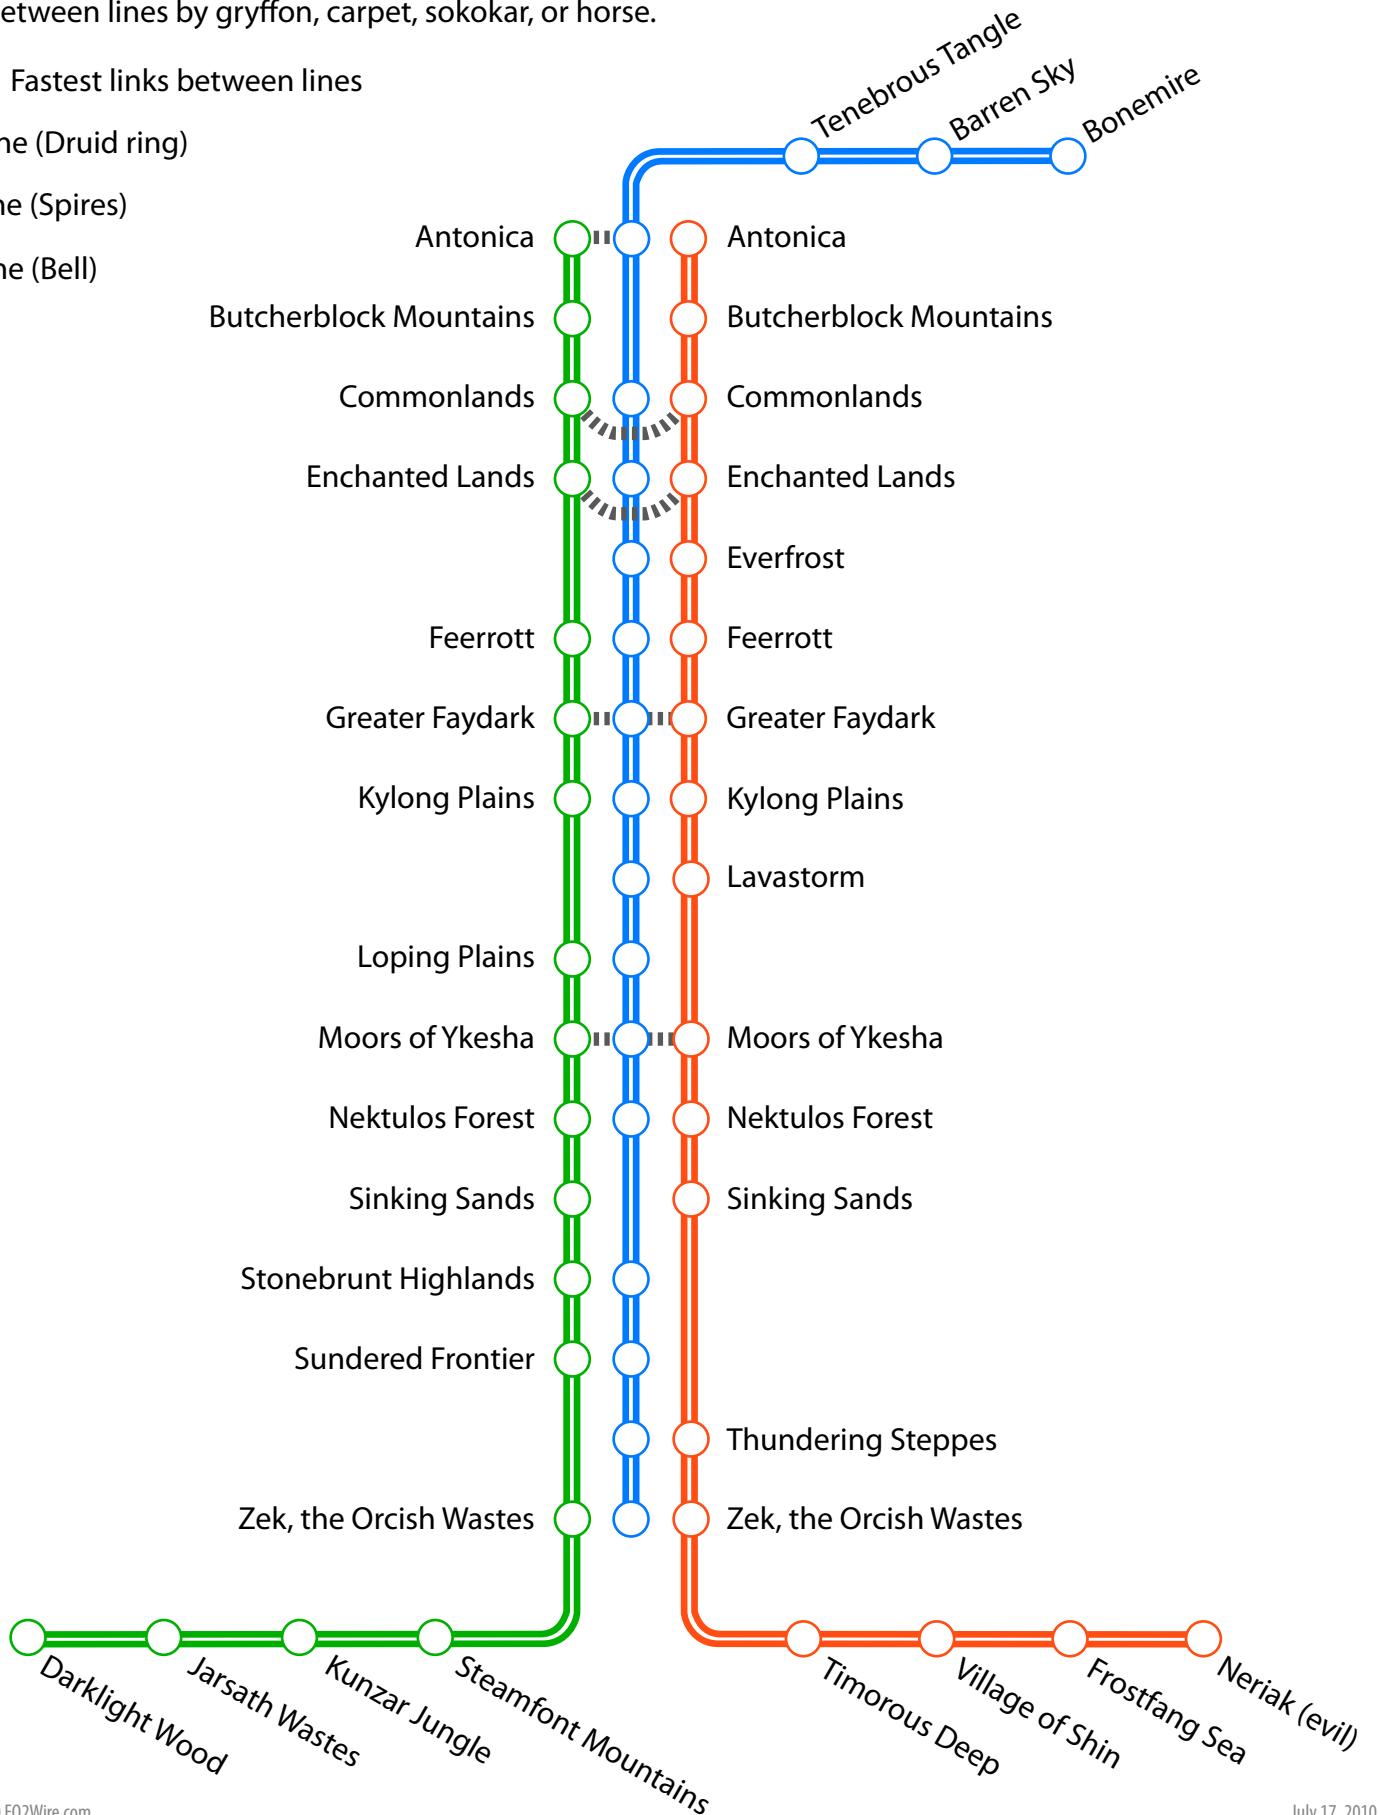 etween lines by gryffon, carpet, sokokar, or horse.
Fastest links between lines
ne (Druid ring)
ne (Spires)
ne (Bell)
Tenebrous Tangle
Barren Sky
Bonemire
Antonica
Antonica
Butcherblock Mountains
Butcherblock Mountains
Commonlands
Commonlands
Enchanted Lands
Enchanted Lands
Everfrost
Feerrott
Feerrott
Greater Faydark
Greater Faydark
Kylong Plains
Kylong Plains
Lavastorm
Loping Plains
Moors of Ykesha
Moors of Ykesha
Nektulos Forest
Nektulos Forest
Sinking Sands
Sinking Sands
Stonebrunt Highlands
Sundered Frontier
Thundering Steppes
Zek, the Orcish Wastes
Zek, the Orcish Wastes
Darklight Wood
Jarsath Wastes
Kunzar Jungle
Steamfont Mountains
Timorous Deep
Village of Shin
Frostfang Sea
Neriak (evil)
EQ2Wire.com
July 17, 2010